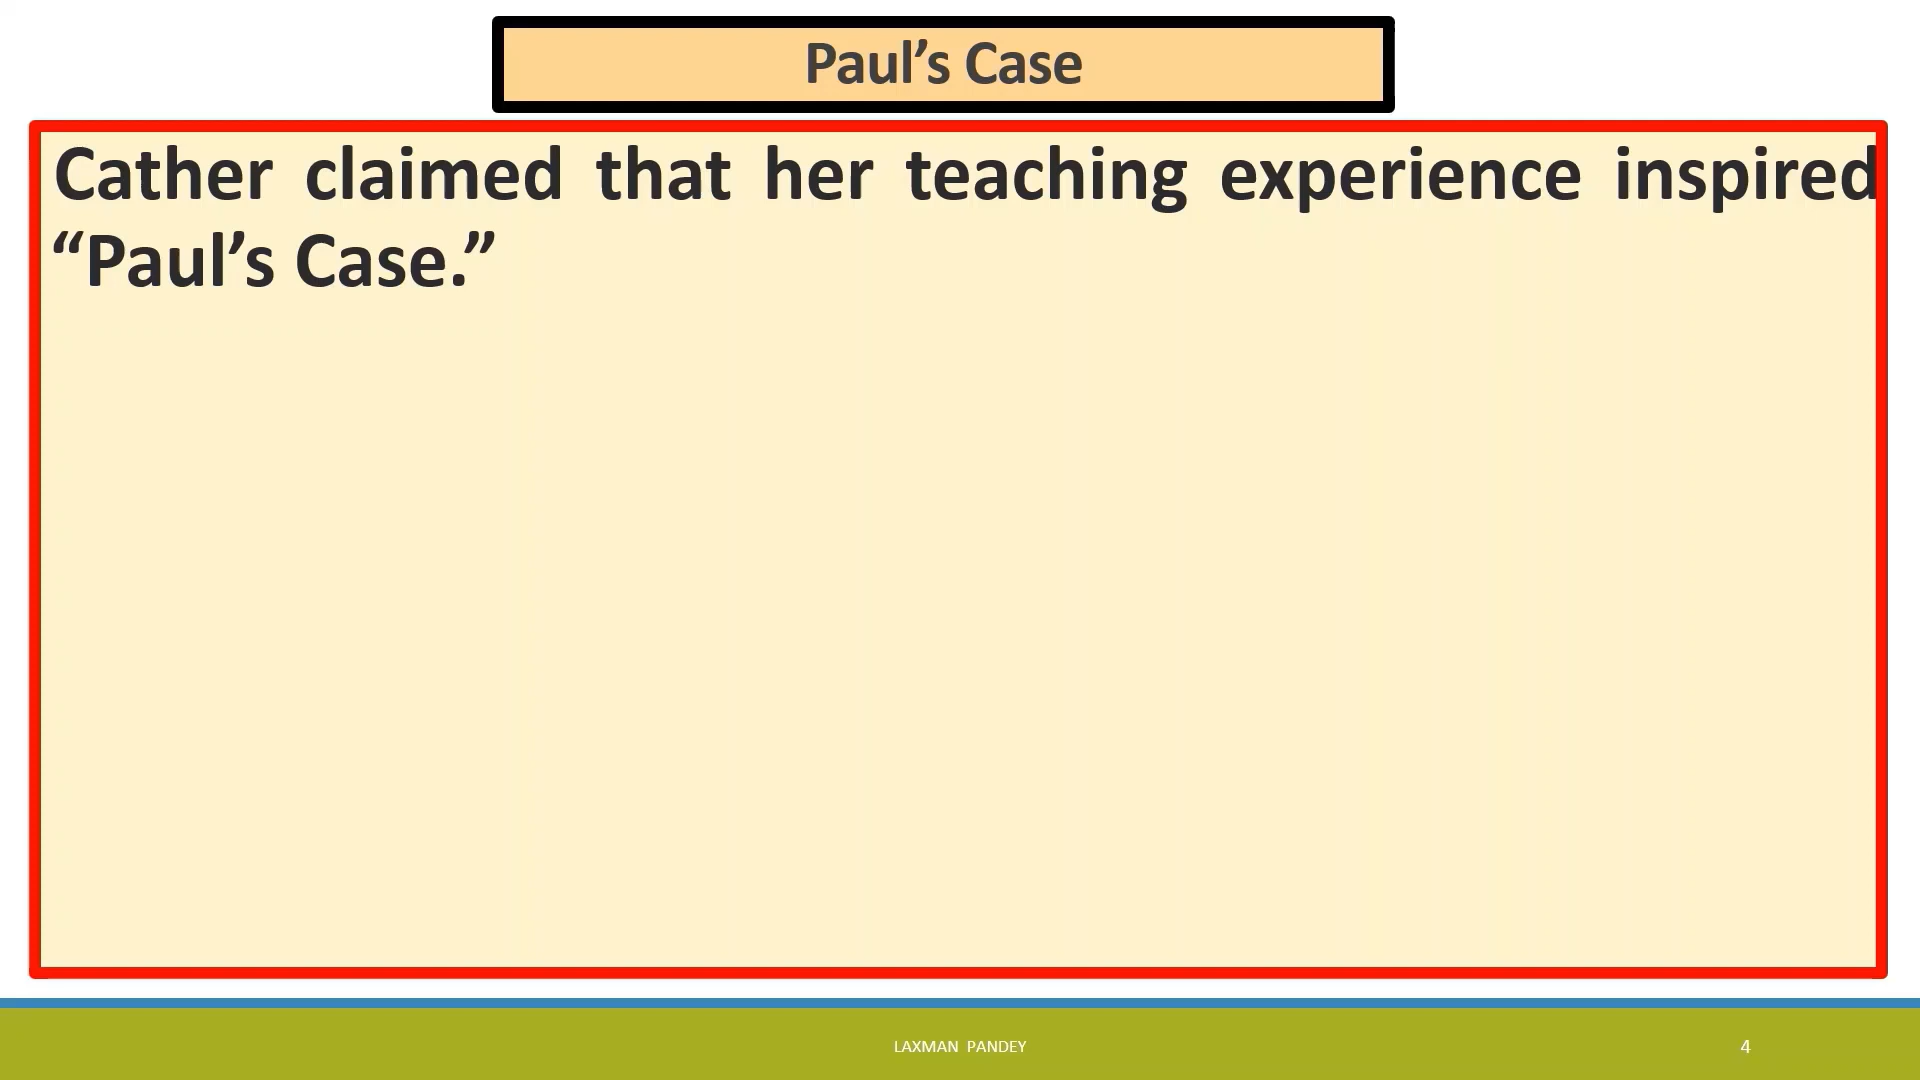 Paul’s Case
Cather claimed that her teaching experience inspired
“Paul’s Case.”
LAXMAN PANDEY
4